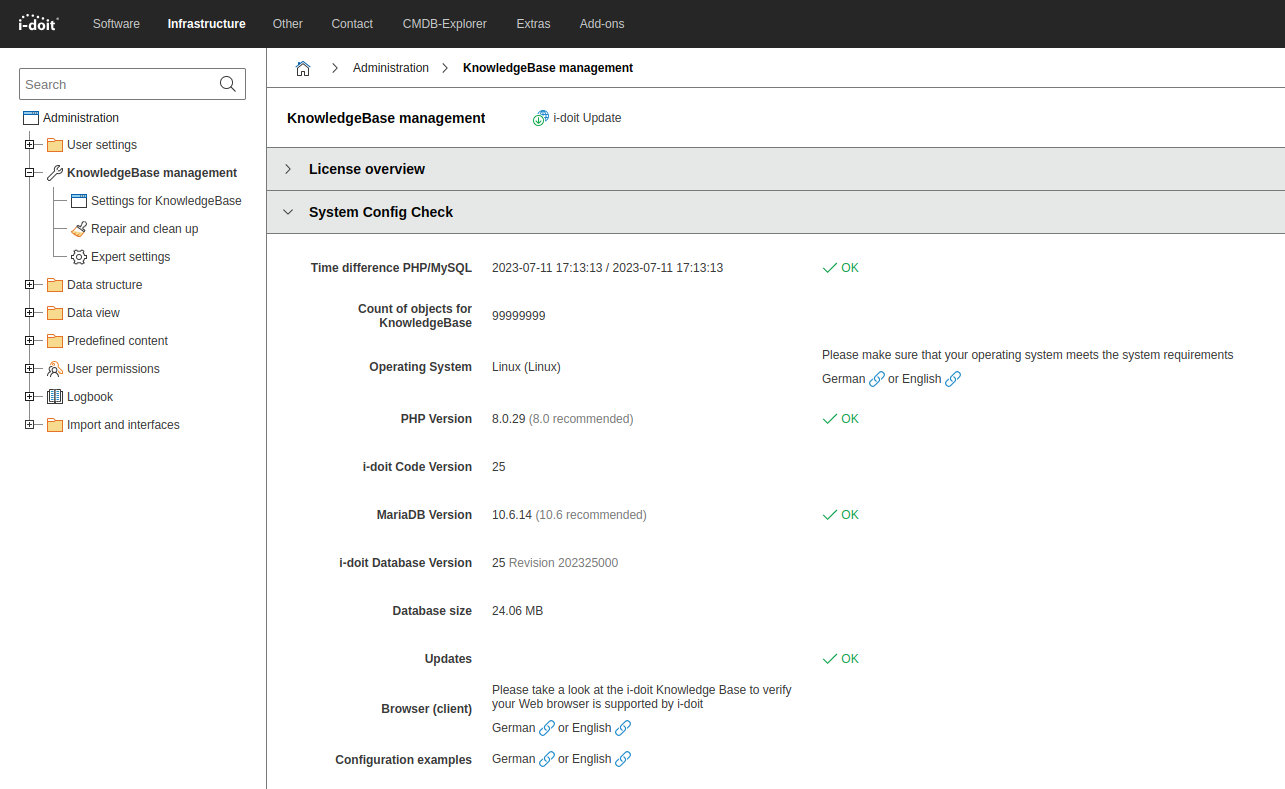 i-doit
Software
Infrastructure
Other
Contact
CMDB-Explorer
Extras
Add-ons
Search
Administration
User settings
KnowledgeBase management
Settings for KnowledgeBase
Repair and clean up
Expert settings
Data structure
Data view
Predefined content
User permissions
Logbook
Import and interfaces
Administration
KnowledgeBase management
KnowledgeBase management
i-doit Update
License overview
System Config Check
Time difference PHP/MySQL
2023-07-11 17:13:13 / 2023-07-11 17:13:13
OK
Count of objects for
KnowledgeBase
99999999
Operating System
Linux (Linux)
Please make sure that your operating system meets the system requirements
German or English
PHP Version
8.0.29 (8.0 recommended)
OK
i-doit Code Version
25
MariaDB Version
10.6.14 (10.6 recommended)
OK
i-doit Database Version
25 Revision 202325000
Database size
24.06 MB
Updates
OK
Browser (client)
Please take a look at the i-doit Knowledge Base to verify
your Web browser is supported by i-doit
German or English
Configuration examples
German or English